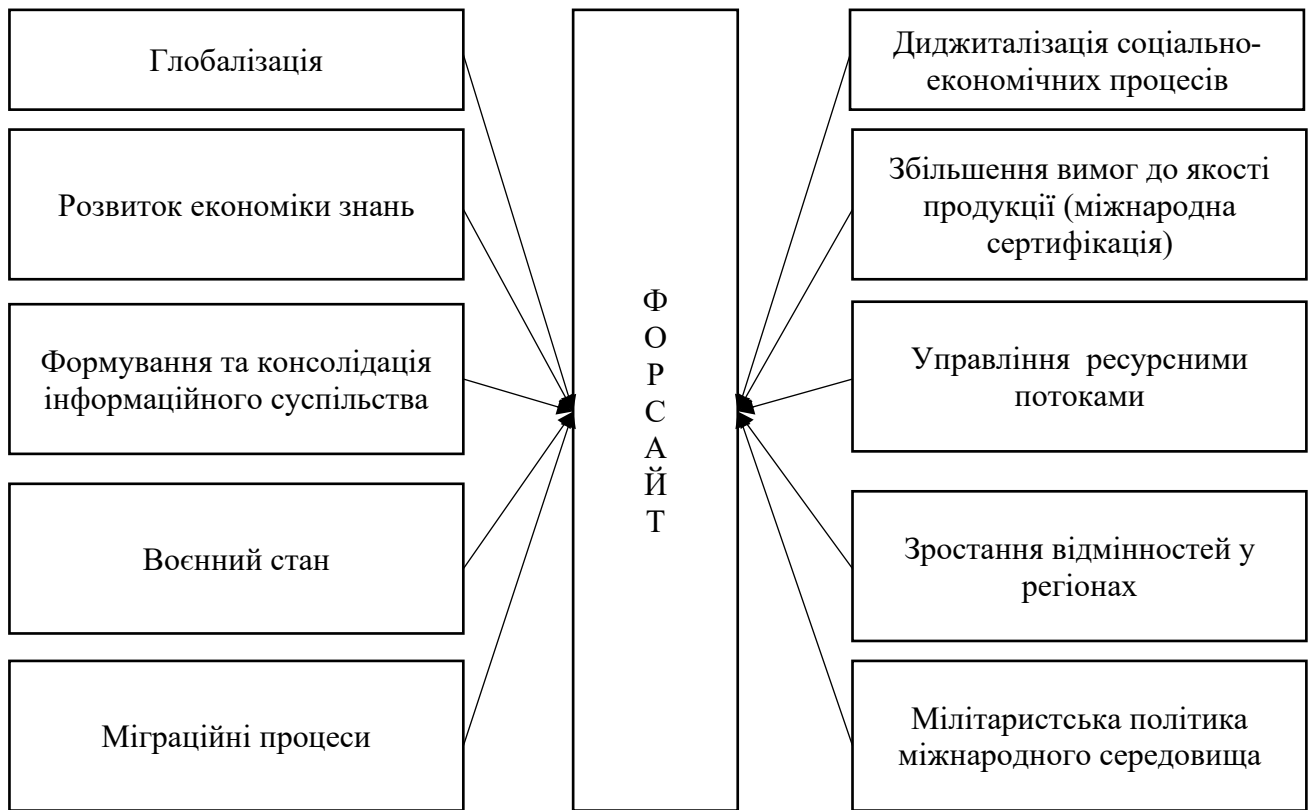 Глобалізація
Розвиток економіки знань
Формування та консолідація
інформаційного суспільства
Воєнний стан
Міграційні процеси
Ф
О
Р
С
А
Й
Т
Диджиталізація соціально-
економічних процесів
Збільшення вимог до якості
продукції (міжнародна
сертифікація)
Управління ресурсними
потоками
Зростання відмінностей у
регіонах
Мілітаристська політика
міжнародного середовища